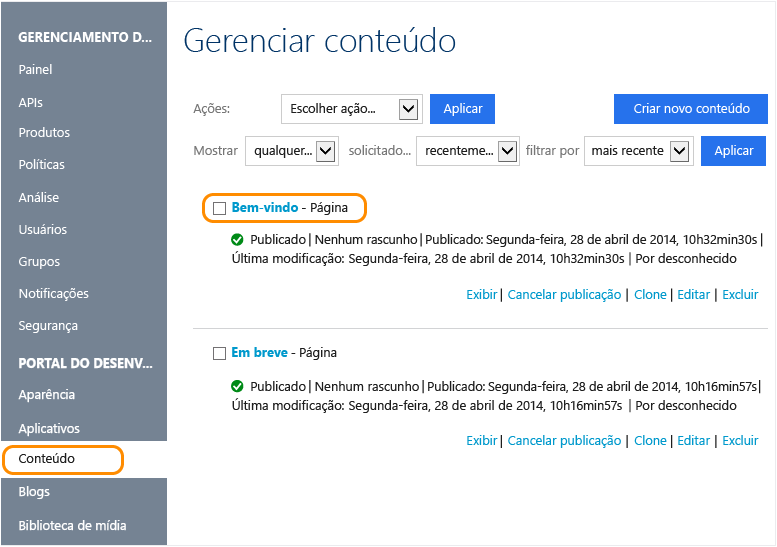 GERENCIAMENTO D...
Painel
APIs
Produtos
Políticas
Análise
Usuários
Grupos
Notificações
Segurança
PORTAL DO DESENV...
Aparência
Aplicativos
Conteúdo
Blogs
Biblioteca de mídia
Gerenciar conteúdo
Ações: Escolher ação... Aplicar Criar novo conteúdo
Mostrar qualquer... solicitado... recenteme... filtrar por mais recente Aplicar
Bem-vindo - Página
Publicado | Nenhum rascunho | Publicado: Segunda-feira, 28 de abril de 2014, 10h32min30s |
Última modificação: Segunda-feira, 28 de abril de 2014, 10h32min30s | Por desconhecido
Exibir | Cancelar publicação | Clone | Editar | Excluir
Em breve - Página
Publicado | Nenhum rascunho | Publicado: Segunda-feira, 28 de abril de 2014, 10h16min57s |
Última modificação: Segunda-feira, 28 de abril de 2014, 10h16min57s | Por desconhecido
Exibir | Cancelar publicação | Clone | Editar | Excluir